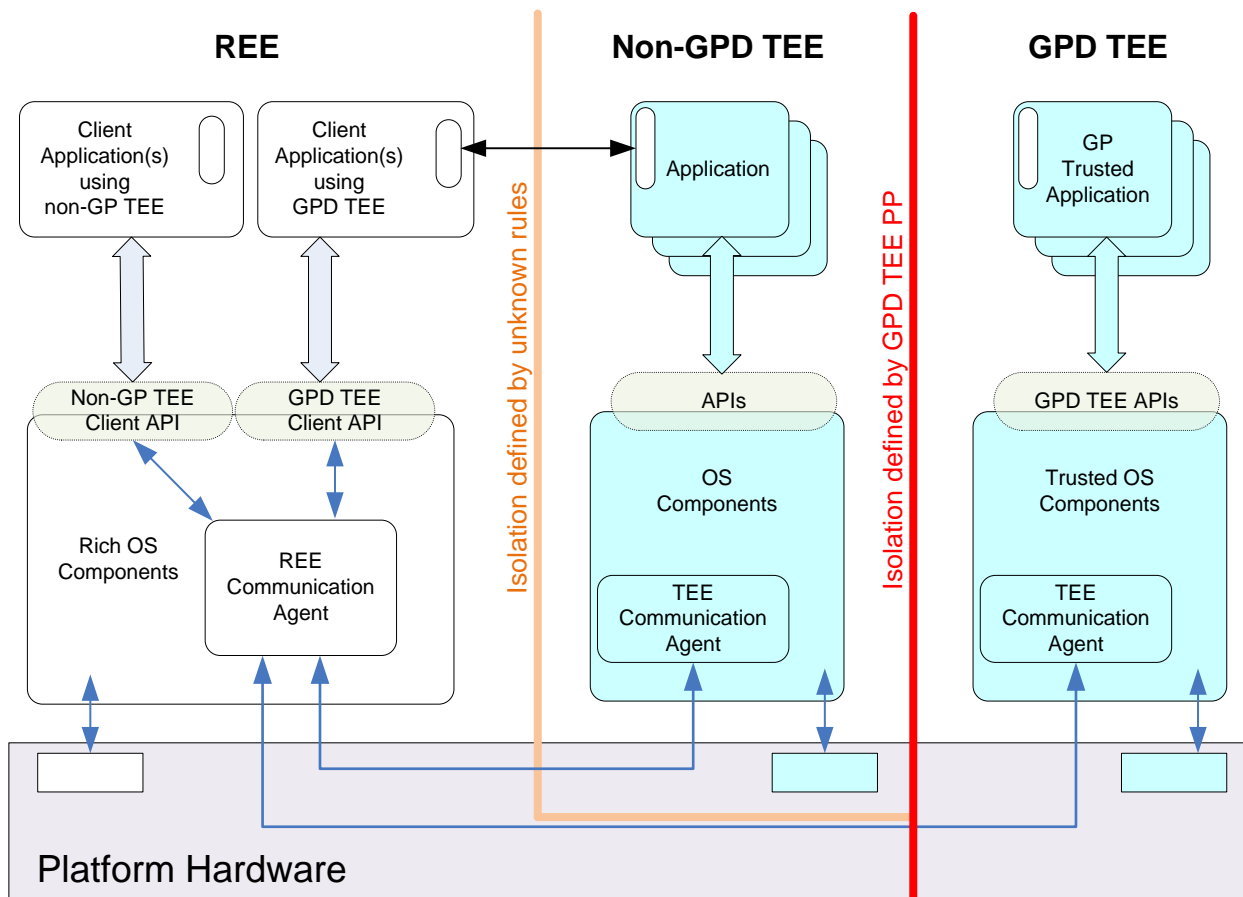 REE
Non-GPD TEE
GPD TEE
Client
Application(s)
using
non-GP TEE
Client
Application(s)
using
GPD TEE
Application
GP
Trusted
Application
Isolation defined by unknown rules
Isolation defined by GPD TEE PP
Non-GP TEE
Client API
GPD TEE
Client API
APIs
GPD TEE APIs
Rich OS
Components
REE
Communication
Agent
OS
Components
TEE
Communication
Agent
Trusted OS
Components
TEE
Communication
Agent
Platform Hardware